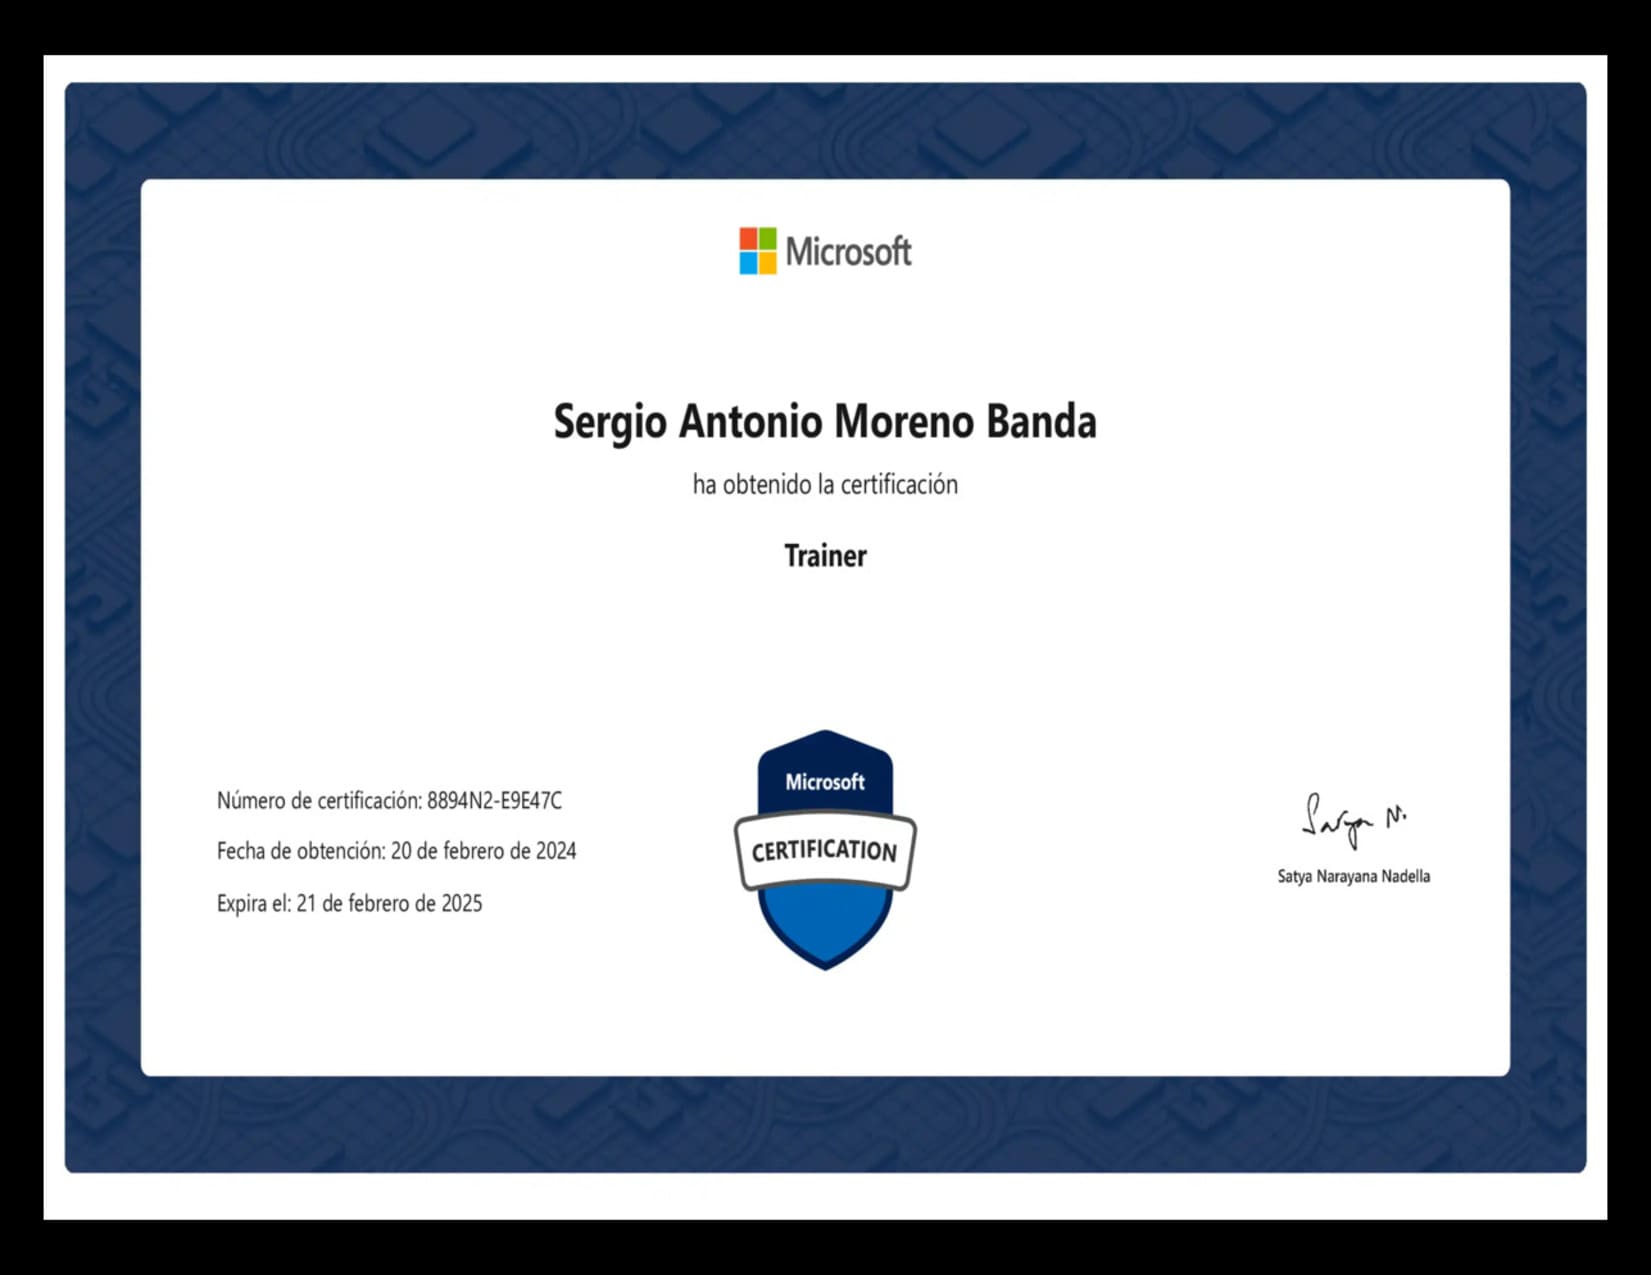 Microsoft
Sergio Antonio Moreno Banda
ha obtenido la certificación
Trainer
Número de certificación: 8894N2-E9E47C
Fecha de obtención: 20 de febrero de 2024
Expira el: 21 de febrero de 2025
Microsoft
CERTIFICATION
Satya N.
Satya Narayana Nadella